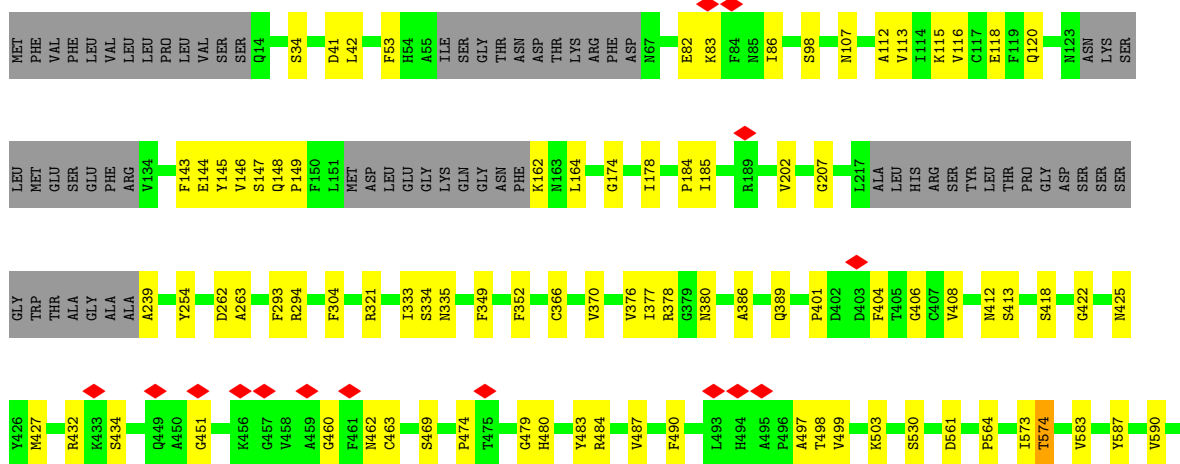 MET PHE VAL PHE LEU VAL LEU LEU PRO LEU VAL SER SER Q14 S34 D41 L42 F53 H54 A55 ILE SER GLY THR ASN ASP THR LYS ARG PHE ASP N67 E82 K83 F84 N85 I86 S98 N107 A112 V113 I114 K115 V116 C117 E118 F119 Q120 N123 ASN LYS SER
LEU MET GLU SER GLU PHE ARG V134 F143 E144 Y145 V146 S147 Q148 P149 F150 L151 MET ASP LEU GLU GLY LYS GLN GLY ASN PHE K162 N163 L164 G174 I178 P184 I185 R189 V202 G207 L217 ALA LEU HIS ARG SER TYR LEU THR PRO GLY ASP SER SER SER
GLY TRP THR ALA GLY ALA ALA A239 Y254 D262 A263 F293 R294 F304 R321 I333 S334 N335 F349 F352 C366 V370 V376 I377 R378 G379 N380 A386 Q389 P401 D402 D403 F404 T405 G406 C407 V408 N412 S413 S418 G422 N425
Y426 M427 R432 K433 S434 Q449 A450 G451 K456 G457 V458 A459 G460 F461 N462 C463 S469 P474 T475 G479 H480 Y483 R484 V487 F490 L493 H494 A495 P496 A497 T498 V499 K503 S530 D561 P564 I573 T574 V583 Y587 V590